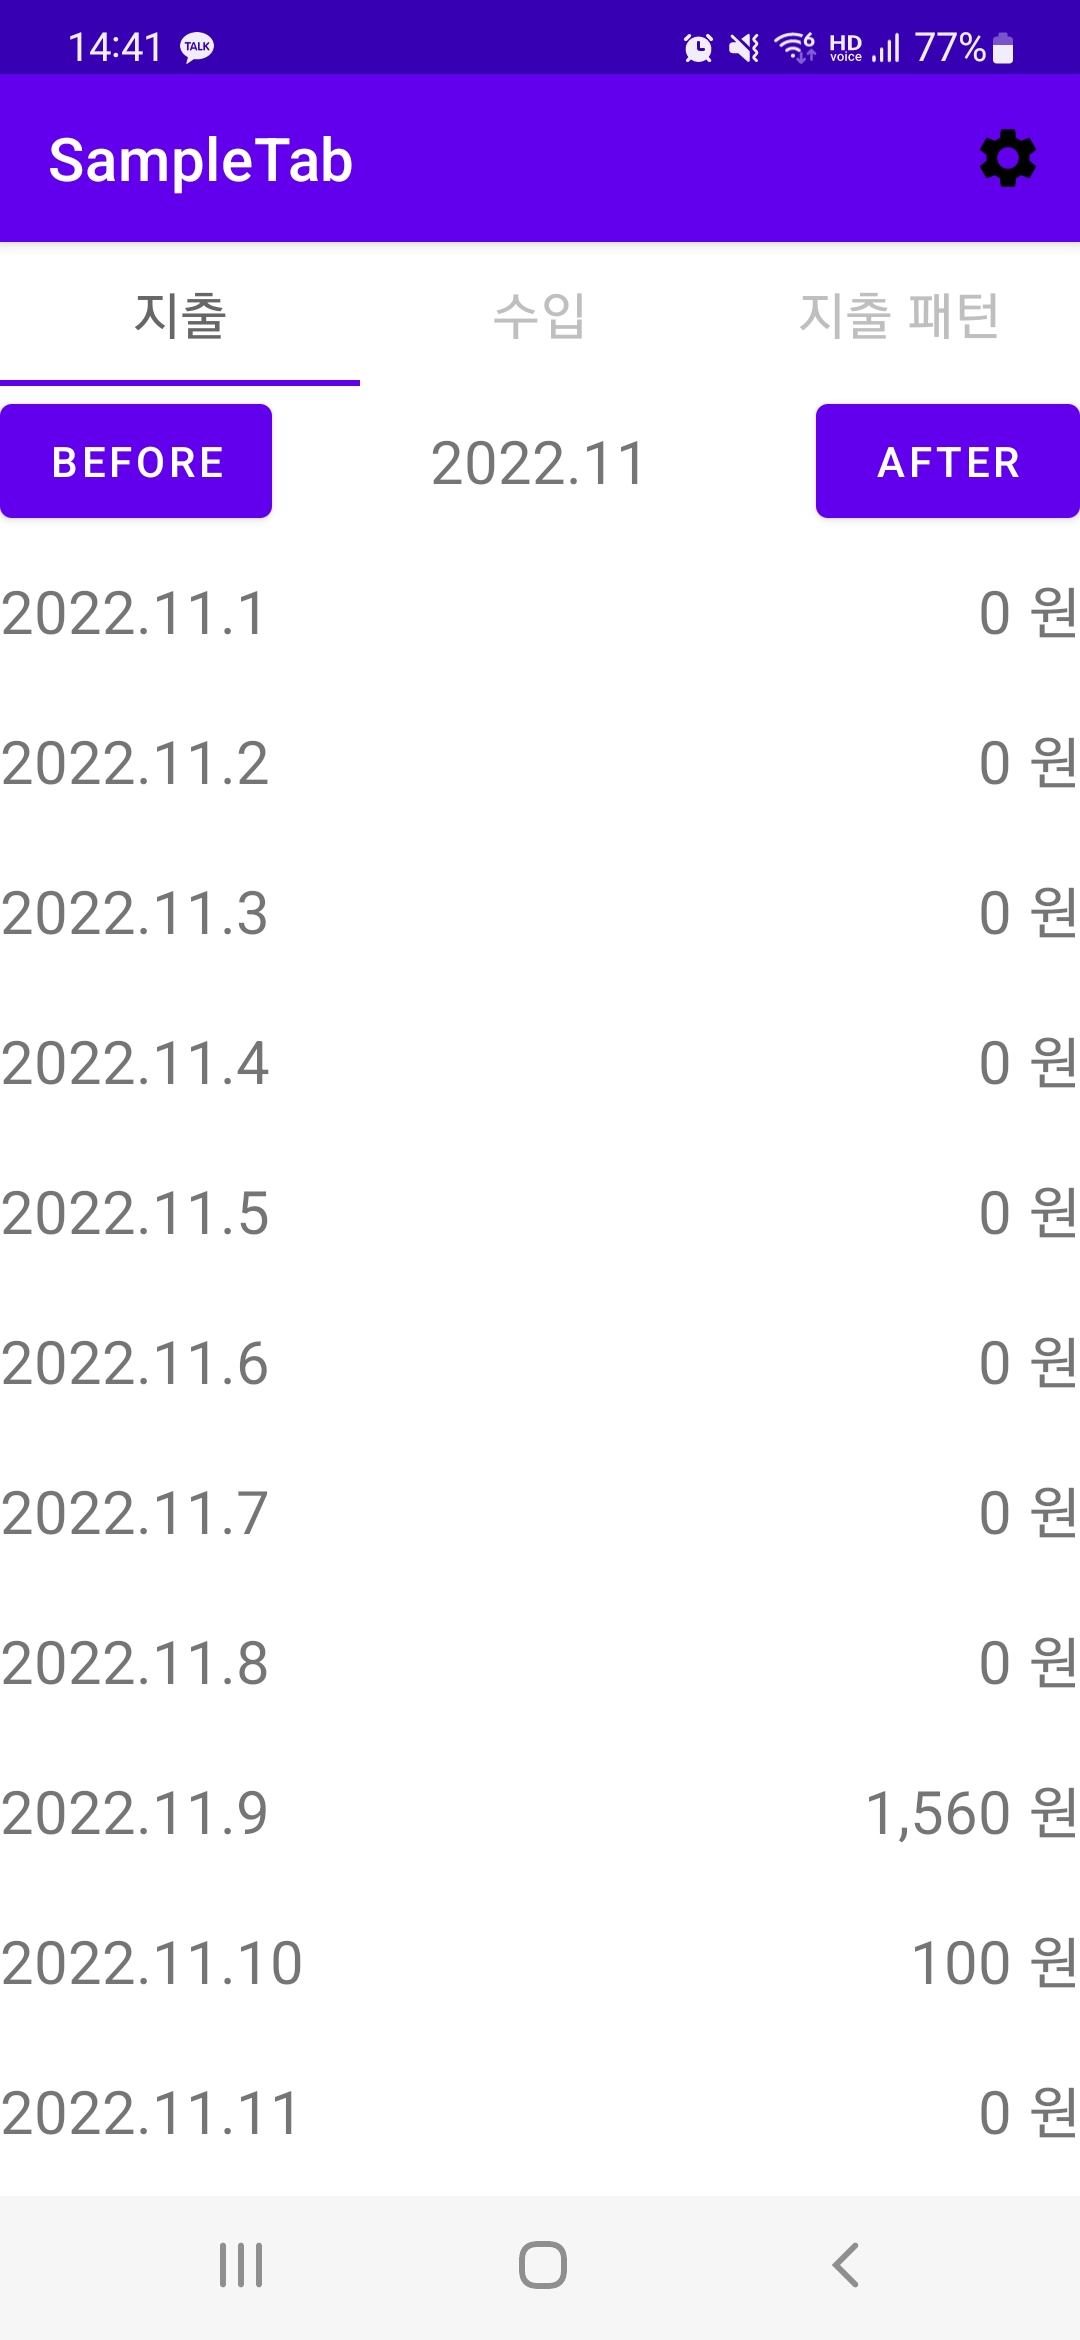 14:41 TALK 6 HD voice 77%
SampleTab
지출 수입 지출 패턴
BEFORE 2022.11 AFTER
2022.11.1 0 원
2022.11.2 0 원
2022.11.3 0 원
2022.11.4 0 원
2022.11.5 0 원
2022.11.6 0 원
2022.11.7 0 원
2022.11.8 0 원
2022.11.9 1,560 원
2022.11.10 100 원
2022.11.11 0 원